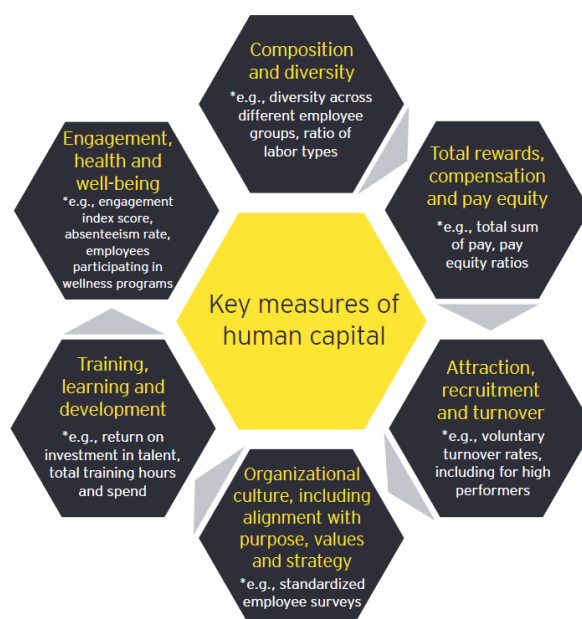 Composition
and diversity
*e.g., diversity across
different employee
groups, ratio of
labor types
Total rewards,
compensation
and pay equity
*e.g., total sum
of pay, pay
equity ratios
Attraction,
recruitment
and turnover
*e.g., voluntary
turnover rates,
including for high
performers
Organizational
culture, including
alignment with
purpose, values
and strategy
*e.g., standardized
employee surveys
Training,
learning and
development
*e.g., return on
investment in talent,
total training hours
and spend
Engagement,
health and
well-being
*e.g., engagement
index score,
absenteeism rate,
employees
participating in
wellness programs
Key measures of
human capital